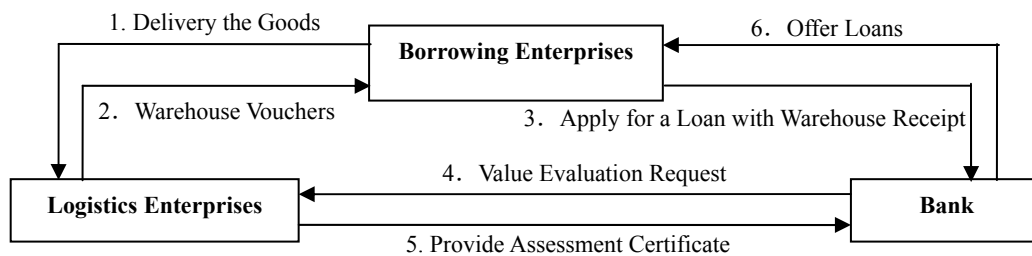 1. Delivery the Goods
6．Offer Loans
Borrowing Enterprises
2．Warehouse Vouchers
3．Apply for a Loan with Warehouse Receipt
4．Value Evaluation Request
Logistics Enterprises
Bank
5. Provide Assessment Certificate